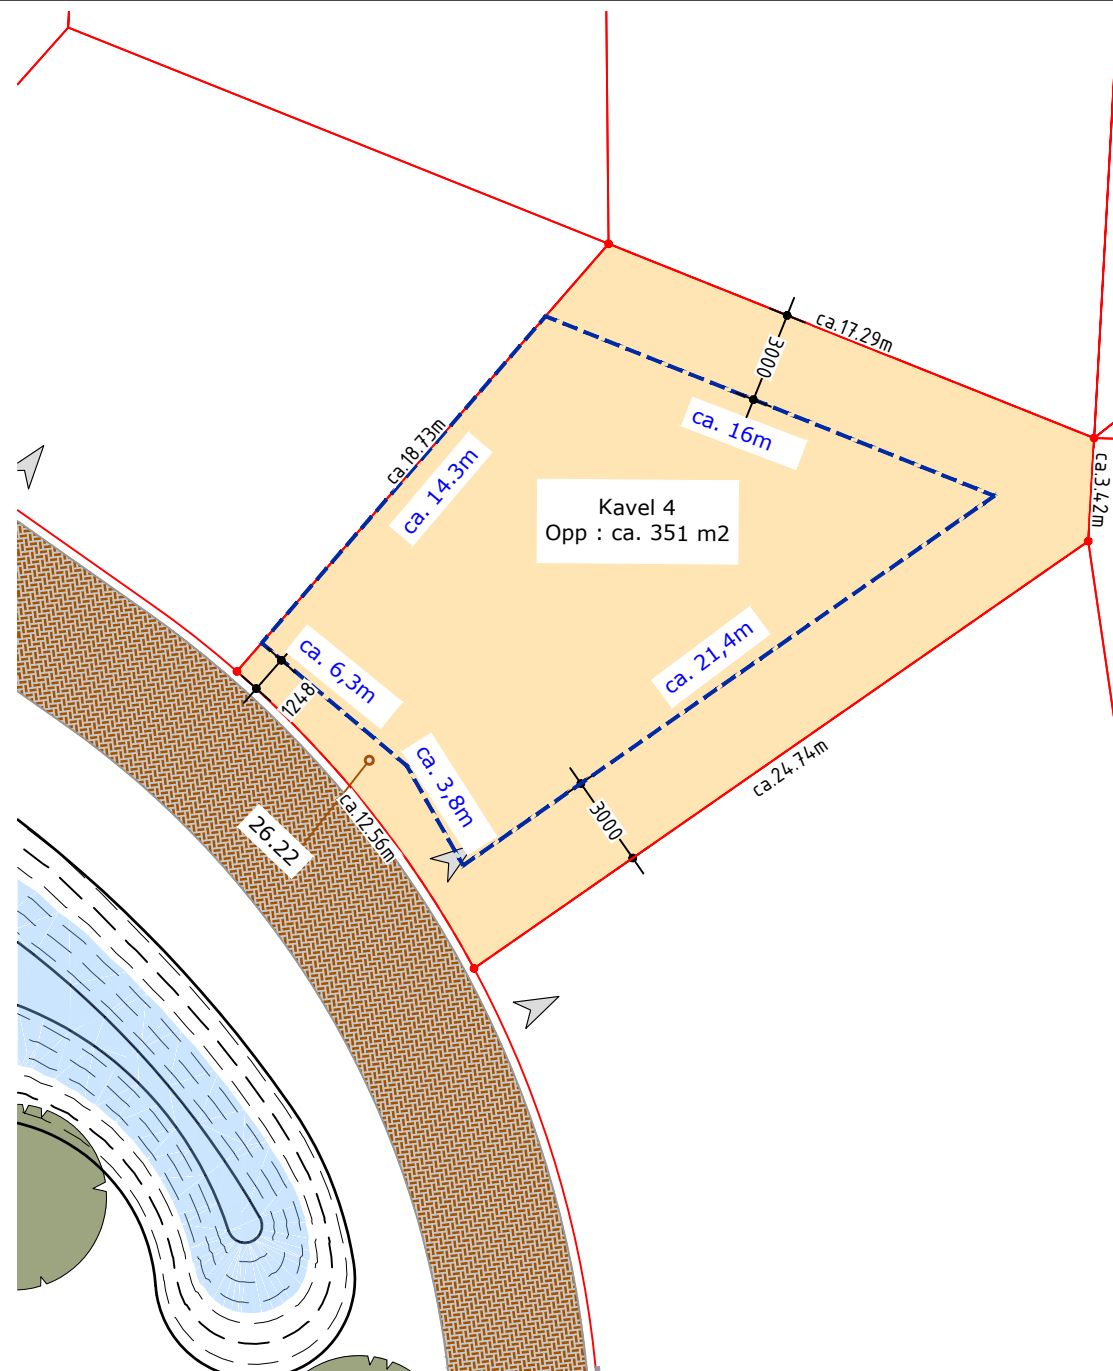 ca.17.29m
3000
ca. 16m
ca.18.73m
ca. 14.3m
ca.3.42m
Kavel 4
Opp : ca. 351 m2
ca. 21,4m
ca. 6,3m
1248
ca. 3,8m
ca.24.74m
3000
ca.12.56m
26.22